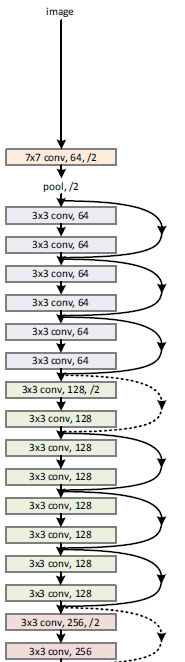 image
7x7 conv, 64, /2
pool, /2
3x3 conv, 64
3x3 conv, 64
3x3 conv, 64
3x3 conv, 64
3x3 conv, 64
3x3 conv, 64
3x3 conv, 128, /2
3x3 conv, 128
3x3 conv, 128
3x3 conv, 128
3x3 conv, 128
3x3 conv, 128
3x3 conv, 128
3x3 conv, 128
3x3 conv, 256, /2
3x3 conv, 256